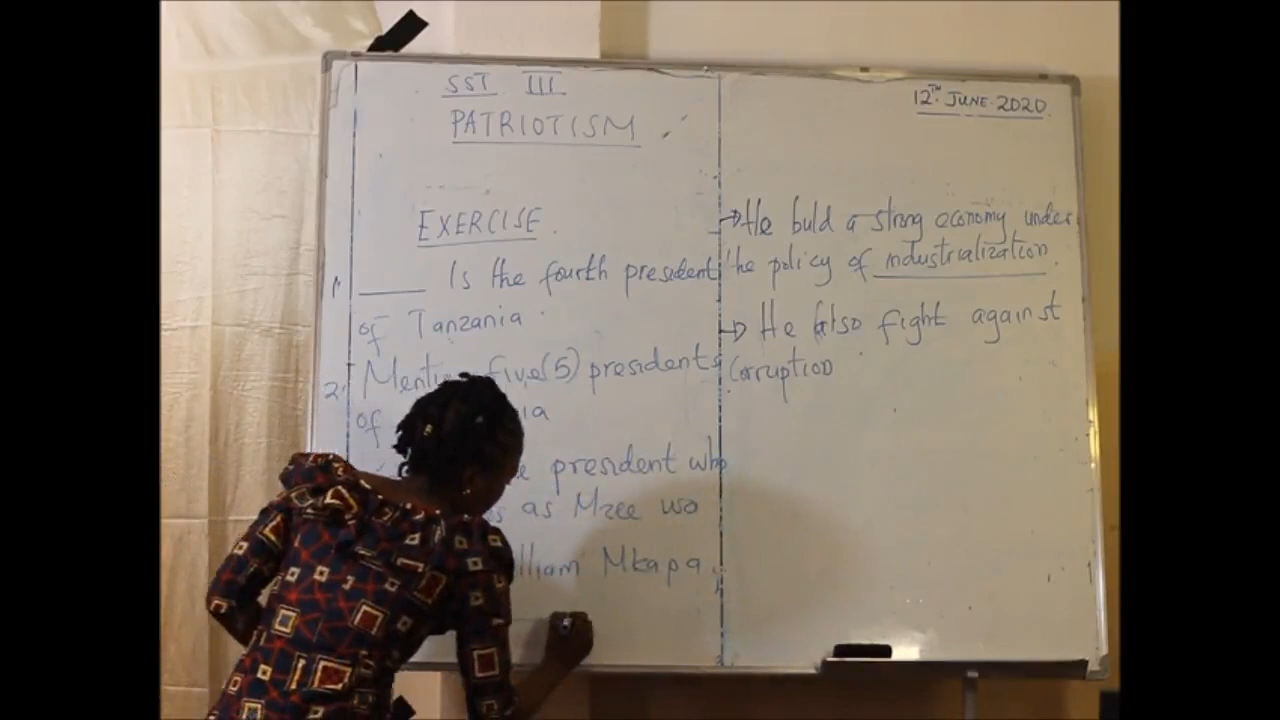 SST III
PATRIOTISM
12TH JUNE 2020
EXERCISE.
1. ____ Is the fourth president
of Tanzania.
2. five(5) presidents
of
president who
as Mzee wa
Mkapa.
→ He buld a strong economy under
the policy of industrialization.
→ He also fight against
Corruption